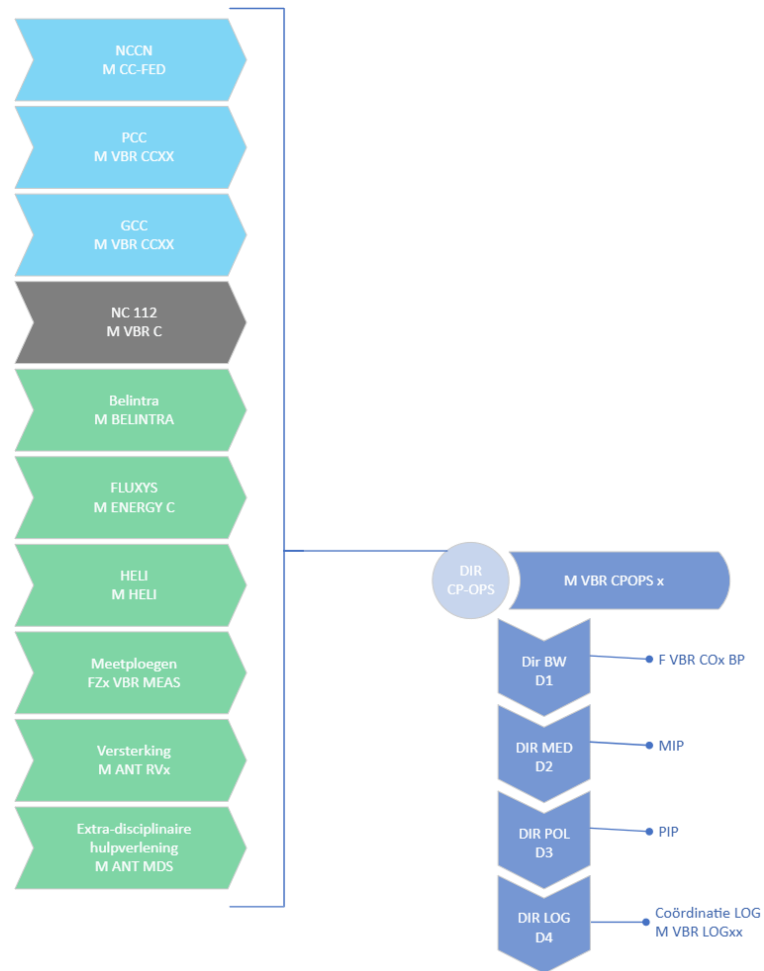 NCCN
M CC-FED
PCC
M VBR CCXX
GCC
M VBR CCXX
NC 112
M VBR C
Belintra
M BELINTRA
FLUXYS
M ENERGY C
HELI
M HELI
Meetploegen
FZx VBR MEAS
Versterking
M ANT RVx
Extra-disciplinaire
hulpverlening
M ANT MDS
DIR
CP-OPS
M VBR CPOPS x
Dir BW
D1
F VBR COx BP
DIR MED
D2
MIP
DIR POL
D3
PIP
DIR LOG
D4
Coördinatie LOG
M VBR LOGxx